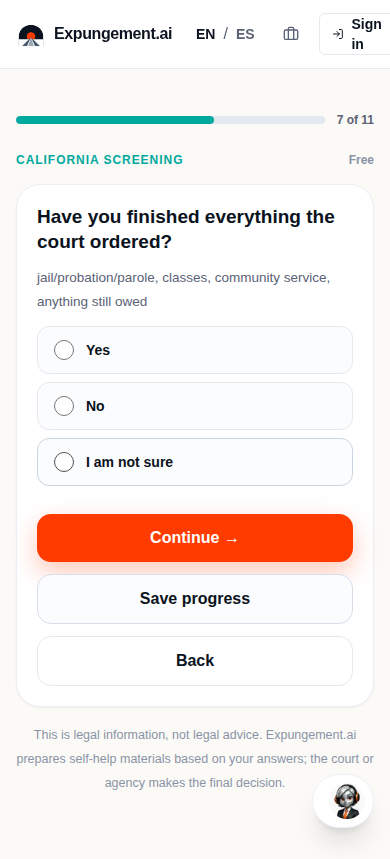 Expungement.ai EN / ES Sign in
7 of 11
CALIFORNIA SCREENING Free
Have you finished everything the
court ordered?
jail/probation/parole, classes, community service,
anything still owed
Yes
No
I am not sure
Continue →
Save progress
Back
This is legal information, not legal advice. Expungement.ai
prepares self-help materials based on your answers; the court or
agency makes the final decision.